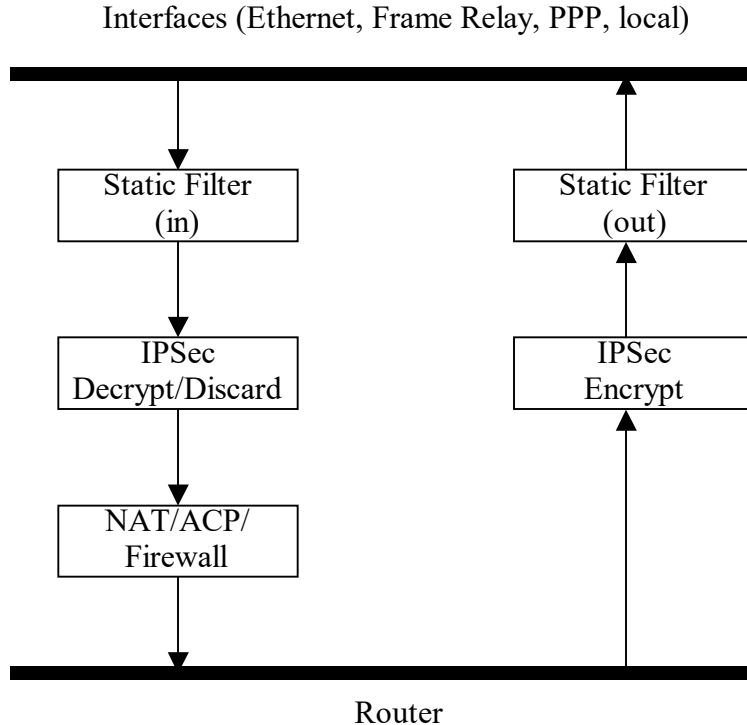 Interfaces (Ethernet, Frame Relay, PPP, local)
Static Filter
(in)
IPSec
Decrypt/Discard
NAT/ACP/
Firewall
Static Filter
(out)
IPSec
Encrypt
Router